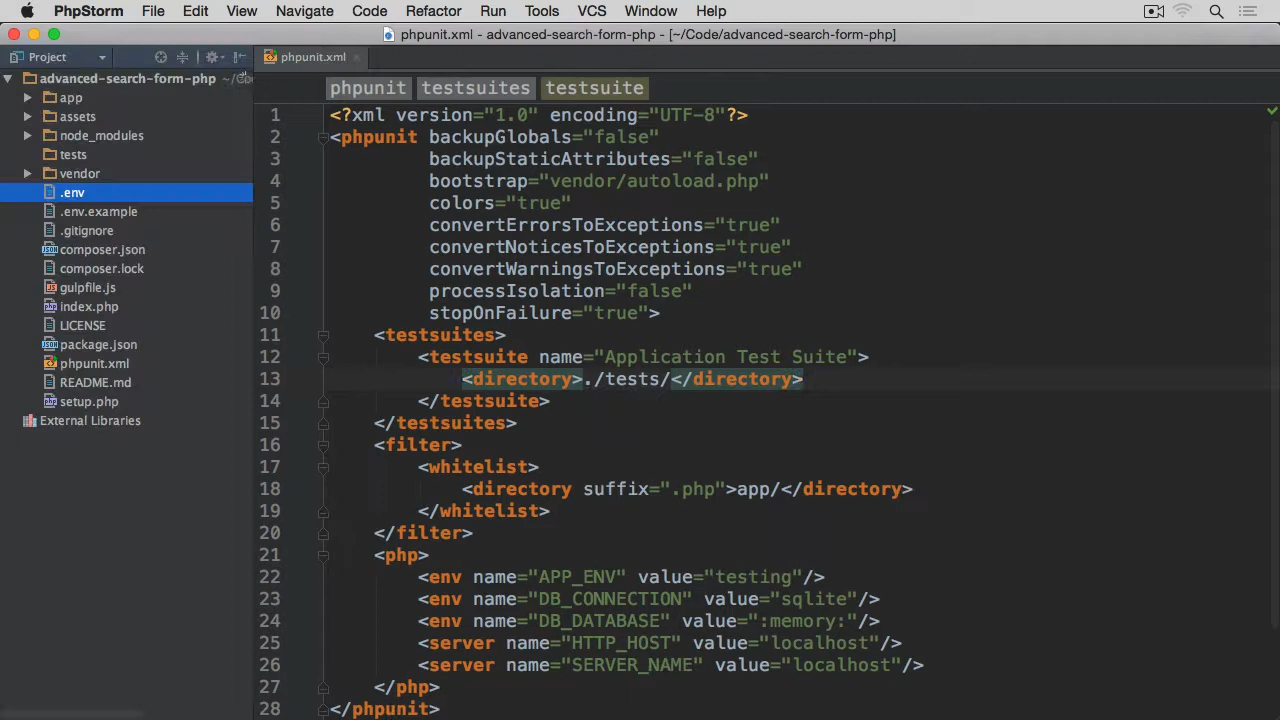 PhpStorm File Edit View Navigate Code Refactor Run Tools VCS Window Help
phpunit.xml - advanced-search-form-php - [~/Code/advanced-search-form-php]
Project
phpunit.xml
advanced-search-form-php ~/Cod
app
assets
node_modules
tests
vendor
.env
.env.example
.gitignore
composer.json
composer.lock
gulpfile.js
index.php
LICENSE
package.json
phpunit.xml
README.md
setup.php
External Libraries
phpunit testsuites testsuite
1 <?xml version="1.0" encoding="UTF-8"?>
2 <phpunit backupGlobals="false"
3 backupStaticAttributes="false"
4 bootstrap="vendor/autoload.php"
5 colors="true"
6 convertErrorsToExceptions="true"
7 convertNoticesToExceptions="true"
8 convertWarningsToExceptions="true"
9 processIsolation="false"
10 stopOnFailure="true">
11 <testsuites>
12 <testsuite name="Application Test Suite">
13 <directory>./tests/</directory>
14 </testsuite>
15 </testsuites>
16 <filter>
17 <whitelist>
18 <directory suffix=".php">app/</directory>
19 </whitelist>
20 </filter>
21 <php>
22 <env name="APP_ENV" value="testing"/>
23 <env name="DB_CONNECTION" value="sqlite"/>
24 <env name="DB_DATABASE" value=":memory:"/>
25 <server name="HTTP_HOST" value="localhost"/>
26 <server name="SERVER_NAME" value="localhost"/>
27 </php>
28 </phpunit>